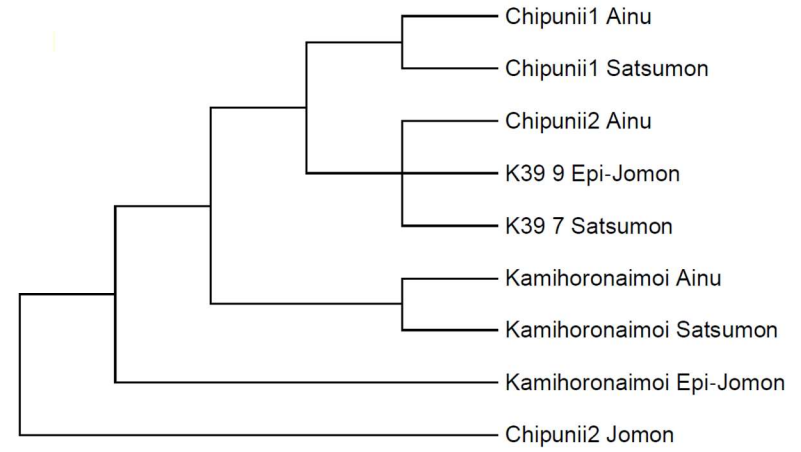 Chipunii1 Ainu
Chipunii1 Satsumon
Chipunii2 Ainu
K39 9 Epi-Jomon
K39 7 Satsumon
Kamihoronaimoi Ainu
Kamihoronaimoi Satsumon
Kamihoronaimoi Epi-Jomon
Chipunii2 Jomon